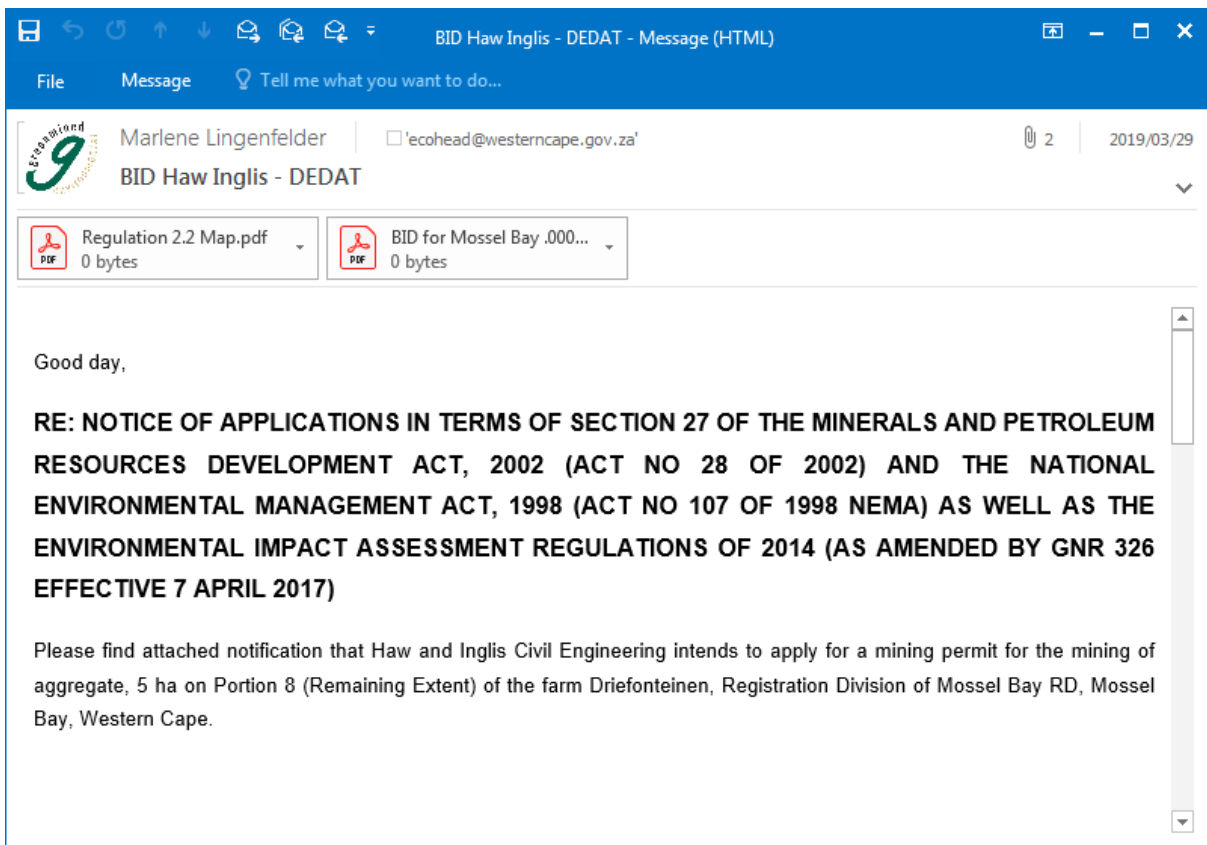 BID Haw Inglis - DEDAT - Message (HTML)
File Message Tell me what you want to do...
Marlene Lingenfelder 'ecohead@westerncape.gov.za' 2 2019/03/29
BID Haw Inglis - DEDAT
Regulation 2.2 Map.pdf BID for Mossel Bay .000...
PDF 0 bytes PDF 0 bytes
Good day,
RE: NOTICE OF APPLICATIONS IN TERMS OF SECTION 27 OF THE MINERALS AND PETROLEUM
RESOURCES DEVELOPMENT ACT, 2002 (ACT NO 28 OF 2002) AND THE NATIONAL
ENVIRONMENTAL MANAGEMENT ACT, 1998 (ACT NO 107 OF 1998 NEMA) AS WELL AS THE
ENVIRONMENTAL IMPACT ASSESSMENT REGULATIONS OF 2014 (AS AMENDED BY GNR 326
EFFECTIVE 7 APRIL 2017)
Please find attached notification that Haw and Inglis Civil Engineering intends to apply for a mining permit for the mining of
aggregate, 5 ha on Portion 8 (Remaining Extent) of the farm Driefonteinen, Registration Division of Mossel Bay RD, Mossel
Bay, Western Cape.